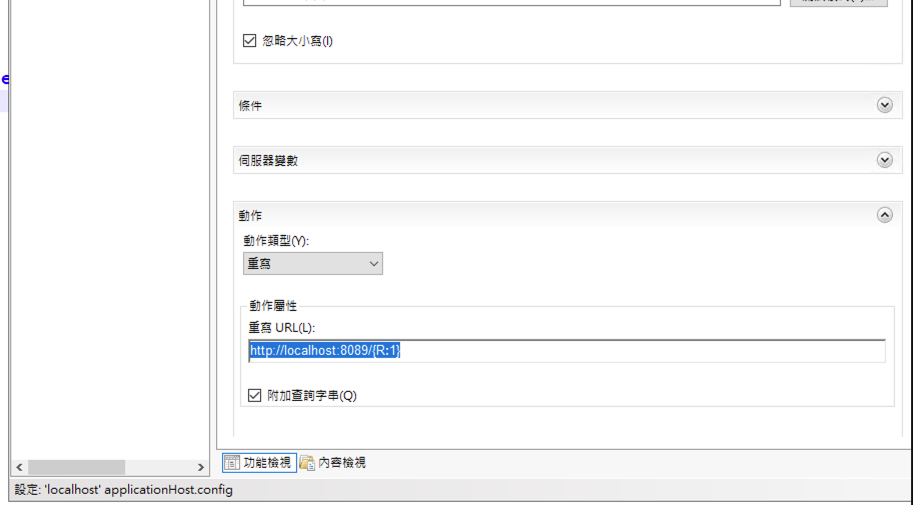 e
忽略大小寫(I)
條件
伺服器變數
動作
動作類型(Y):
重寫
動作屬性
重寫 URL(L):
http://localhost:8089/{R:1}
附加查詢字串(Q)
功能檢視 內容檢視
設定: 'localhost' applicationHost.config